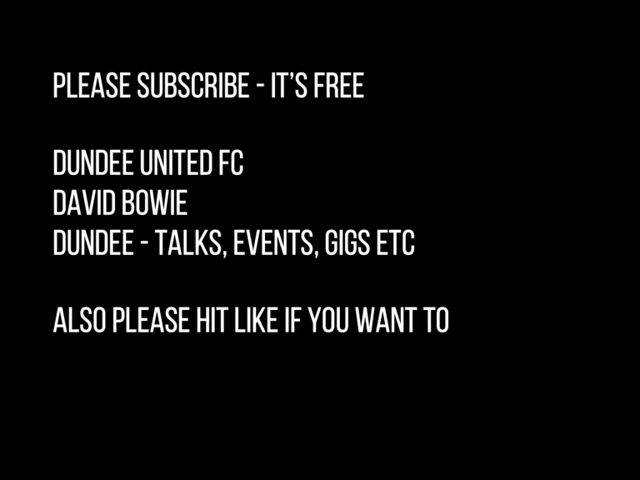 PLEASE SUBSCRIBE - IT’S FREE
DUNDEE UNITED FC
DAVID BOWIE
DUNDEE - TALKS, EVENTS, GIGS ETC
ALSO PLEASE HIT LIKE IF YOU WANT TO